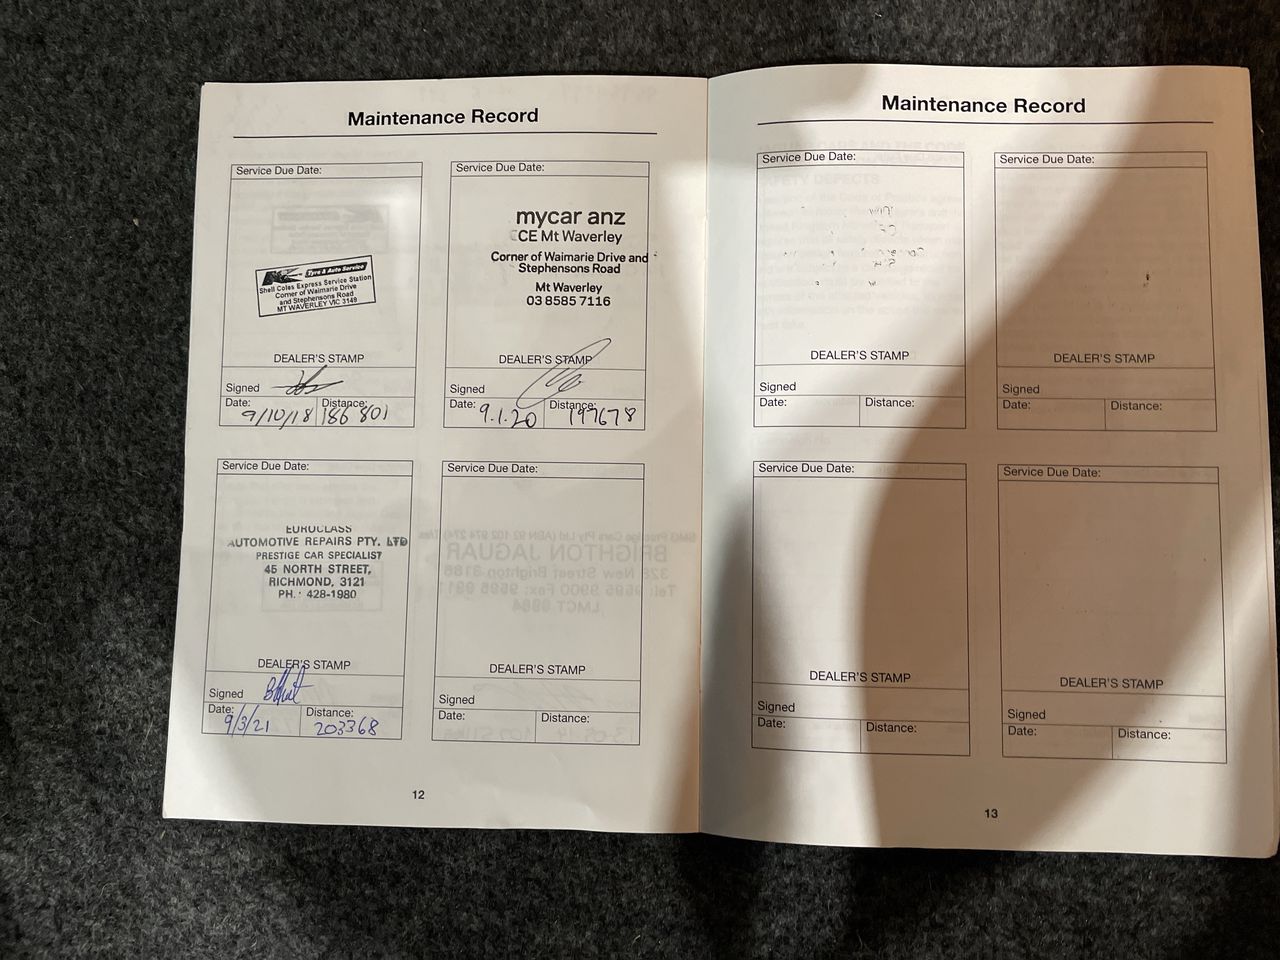 Maintenance Record
Service Due Date:
Tyre & Auto Service
Shell Coles Express Service Station
Corner of Waimarie Drive
and Stephensons Road
MT WAVERLEY VIC 3149
DEALER'S STAMP
Signed
Date:
Distance:
9/10/18
186 801
Service Due Date:
mycar anz
CE Mt Waverley
Corner of Waimarie Drive and
Stephensons Road
Mt Waverley
03 8585 7116
DEALER'S STAMP
Signed
Date:
Distance:
9.1.20
197678
Service Due Date:
EUROCLASS
AUTOMOTIVE REPAIRS PTY. LTD
PRESTIGE CAR SPECIALIST
45 NORTH STREET,
RICHMOND, 3121
PH. 428-1980
DEALER'S STAMP
Signed
Date:
Distance:
9/3/21
203368
Service Due Date:
DEALER'S STAMP
Signed
Date:
Distance:
12
Maintenance Record
Service Due Date:
DEALER'S STAMP
Signed
Date:
Distance:
Service Due Date:
DEALER'S STAMP
Signed
Date:
Distance:
Service Due Date:
DEALER'S STAMP
Signed
Date:
Distance:
Service Due Date:
DEALER'S STAMP
Signed
Date:
Distance:
13